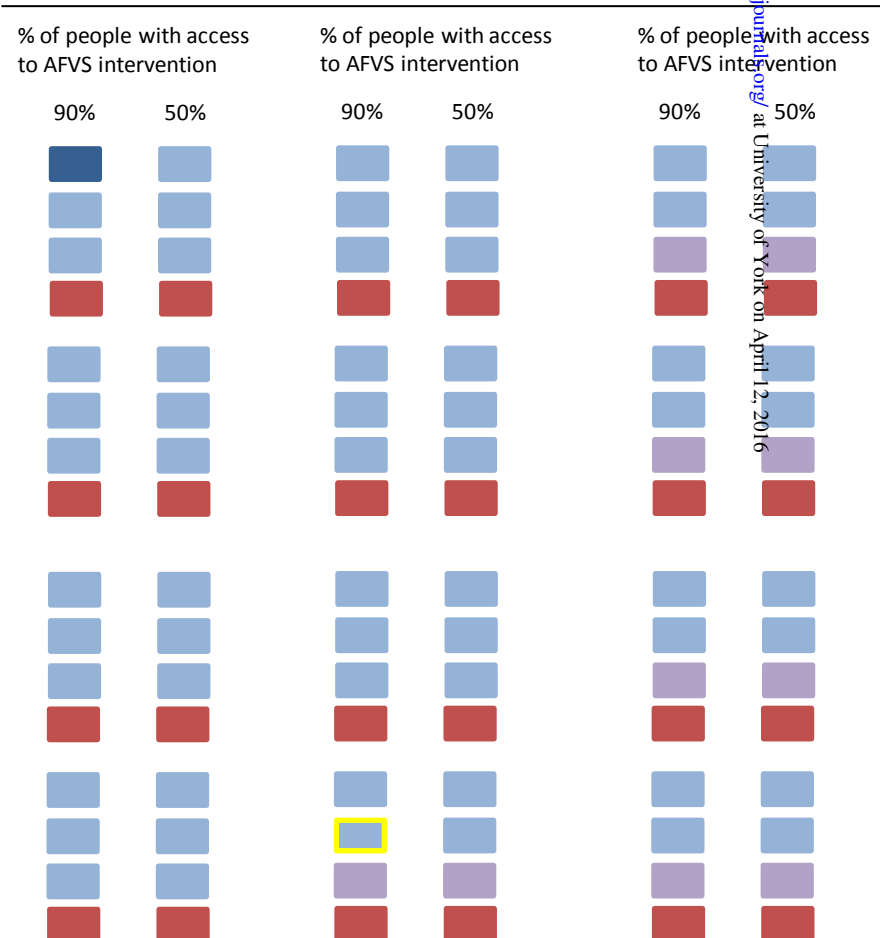 % of people with access
to AFVS intervention
% of people with access
to AFVS intervention
% of people with access
to AFVS intervention
90%
50%
90%
50%
90%
50%
journals.org/ at University of York on April 12, 2016